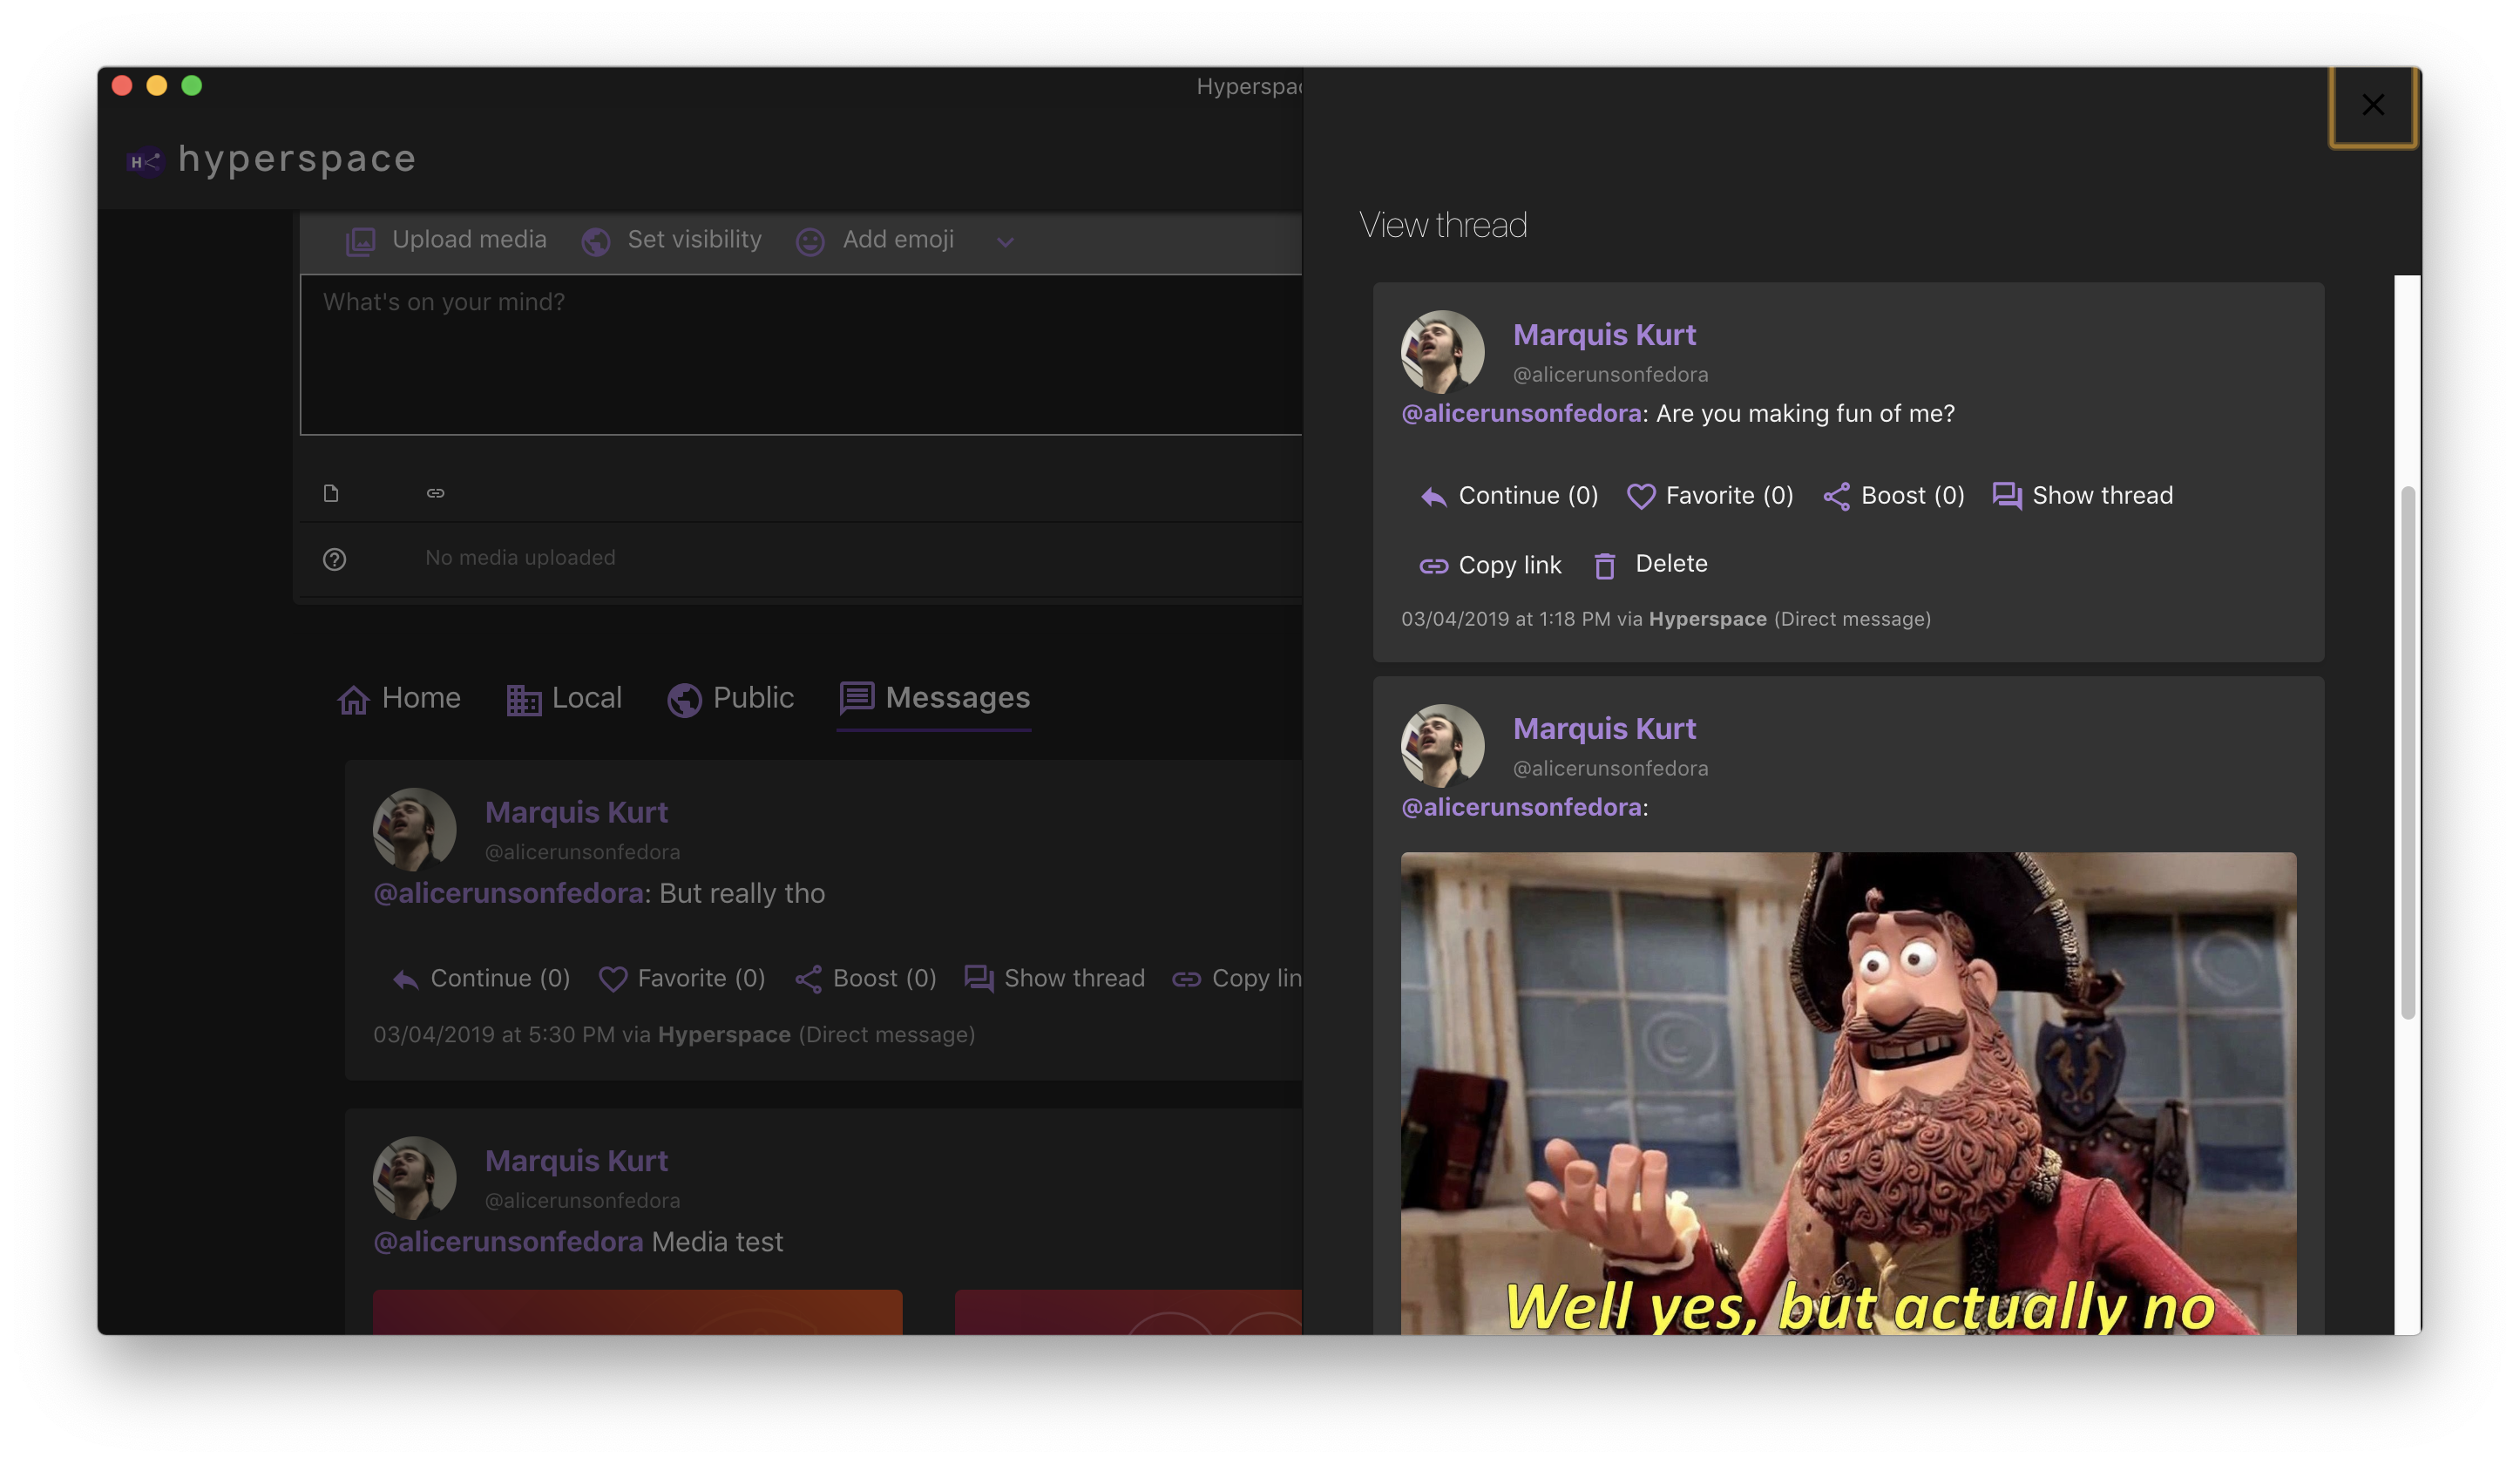 Hyperspac
H
hyperspace
Upload media Set visibility Add emoji
What's on your mind?
No media uploaded
Home Local Public Messages
Marquis Kurt
@alicerunsonfedora
@alicerunsonfedora: But really tho
Continue (0) Favorite (0) Boost (0) Show thread Copy lin
03/04/2019 at 5:30 PM via Hyperspace (Direct message)
Marquis Kurt
@alicerunsonfedora
@alicerunsonfedora Media test
View thread
Marquis Kurt
@alicerunsonfedora
@alicerunsonfedora: Are you making fun of me?
Continue (0) Favorite (0) Boost (0) Show thread
Copy link Delete
03/04/2019 at 1:18 PM via Hyperspace (Direct message)
Marquis Kurt
@alicerunsonfedora
@alicerunsonfedora:
Well yes, but actually no